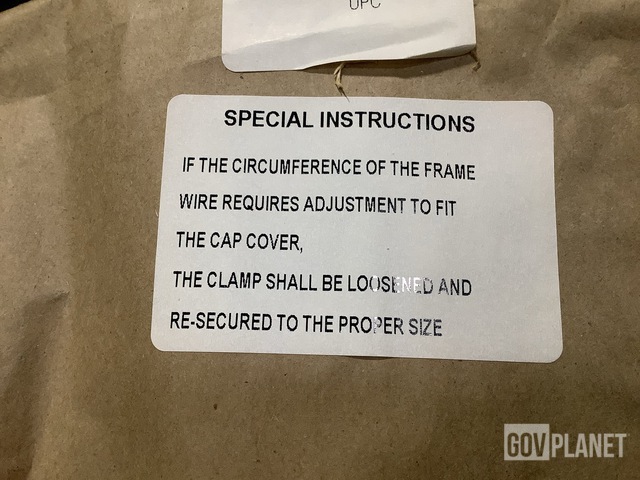 UPC
SPECIAL INSTRUCTIONS
IF THE CIRCUMFERENCE OF THE FRAME
WIRE REQUIRES ADJUSTMENT TO FIT
THE CAP COVER,
THE CLAMP SHALL BE LOOSENED AND
RE-SECURED TO THE PROPER SIZE
GOVPLANET